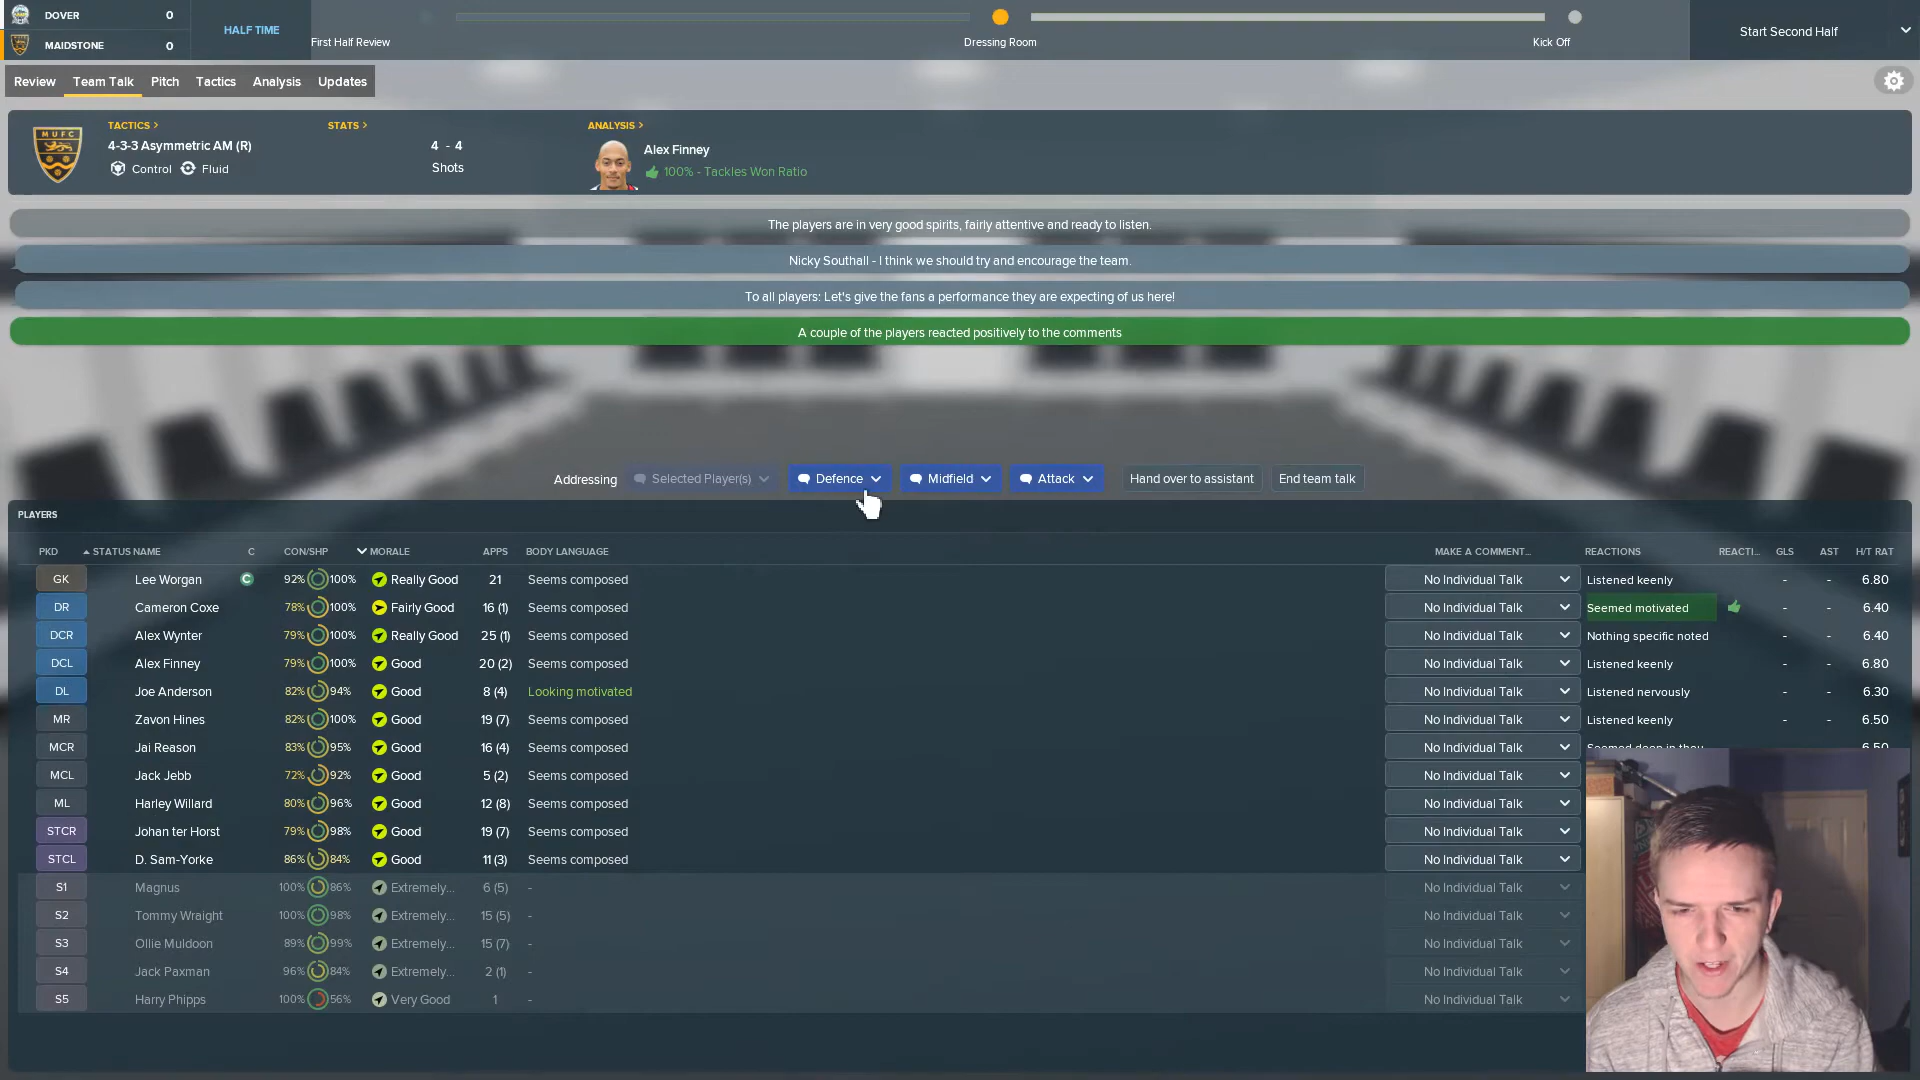 DOVER 0
MAIDSTONE 0
HALF TIME
First Half Review
Dressing Room
Kick Off
Start Second Half
Review Team Talk Pitch Tactics Analysis Updates
MUFC
TACTICS >
4-3-3 Asymmetric AM (R)
Control Fluid
STATS >
4 - 4
Shots
ANALYSIS >
Alex Finney
100% - Tackles Won Ratio
The players are in very good spirits, fairly attentive and ready to listen.
Nicky Southall - I think we should try and encourage the team.
To all players: Let's give the fans a performance they are expecting of us here!
A couple of the players reacted positively to the comments
Addressing Selected Player(s) Defence Midfield Attack Hand over to assistant End team talk
PLAYERS
PKD STATUS NAME C CON/SHP MORALE APPS BODY LANGUAGE MAKE A COMMENT... REACTIONS REACTI... GLS AST H/T RAT
GK Lee Worgan C 92% 100% Really Good 21 Seems composed No Individual Talk Listened keenly - - 6.80
DR Cameron Coxe 78% 100% Fairly Good 16 (1) Seems composed No Individual Talk Seemed motivated - - 6.40
DCR Alex Wynter 79% 100% Really Good 25 (1) Seems composed No Individual Talk Nothing specific noted - - 6.40
DCL Alex Finney 79% 100% Good 20 (2) Seems composed No Individual Talk Listened keenly - - 6.80
DL Joe Anderson 82% 94% Good 8 (4) Looking motivated No Individual Talk Listened nervously - - 6.30
MR Zavon Hines 82% 100% Good 19 (7) Seems composed No Individual Talk Listened keenly - - 6.50
MCR Jai Reason 83% 95% Good 16 (4) Seems composed No Individual Talk Seemed deep in thou... - - 6.50
MCL Jack Jebb 72% 92% Good 5 (2) Seems composed No Individual Talk
ML Harley Willard 80% 96% Good 12 (8) Seems composed No Individual Talk
STCR Johan ter Horst 79% 98% Good 19 (7) Seems composed No Individual Talk
STCL D. Sam-Yorke 86% 84% Good 11 (3) Seems composed No Individual Talk
S1 Magnus 100% 86% Extremely... 6 (5) - No Individual Talk
S2 Tommy Wraight 100% 98% Extremely... 15 (5) - No Individual Talk
S3 Ollie Muldoon 89% 99% Extremely... 15 (7) - No Individual Talk
S4 Jack Paxman 96% 84% Extremely... 2 (1) - No Individual Talk
S5 Harry Phipps 100% 56% Very Good 1 - No Individual Talk